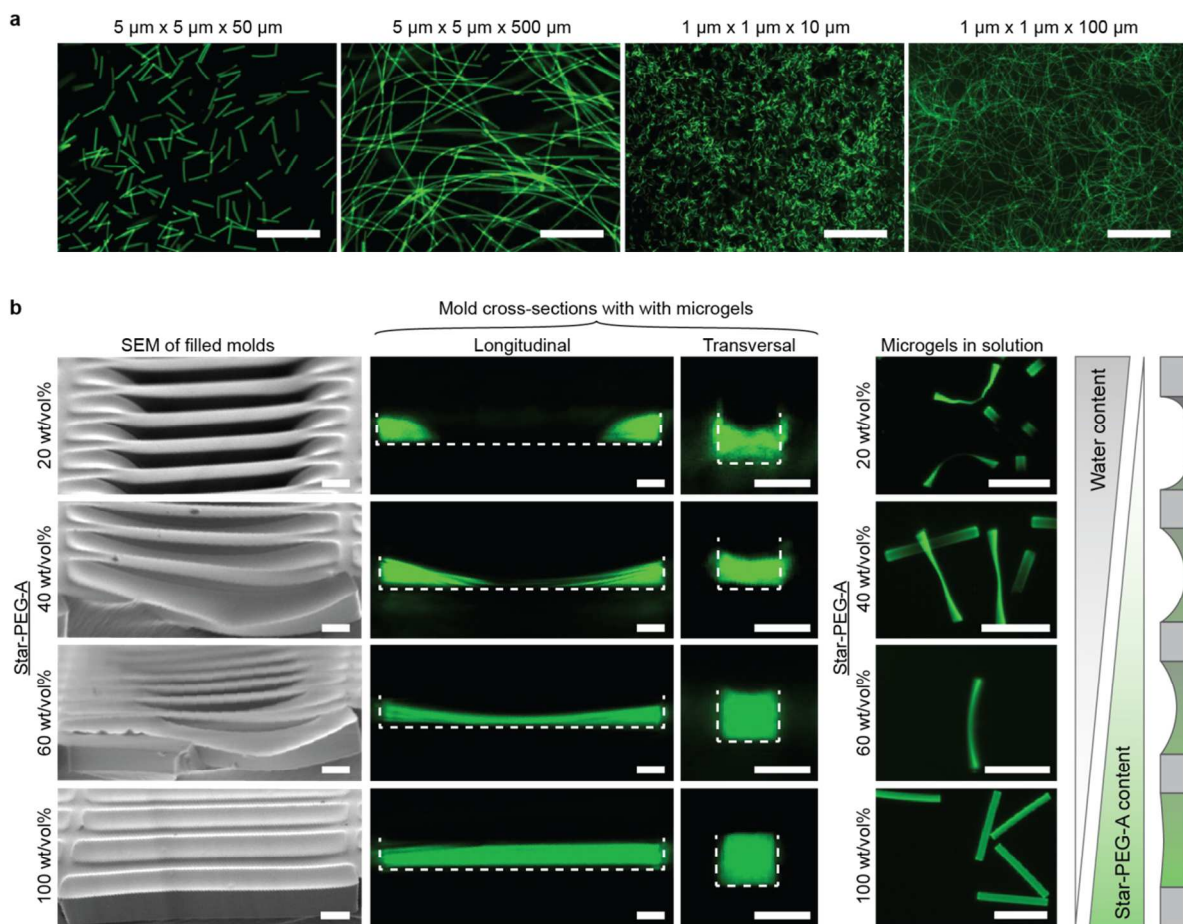 a
5 µm x 5 µm x 50 µm
5 µm x 5 µm x 500 µm
1 µm x 1 µm x 10 µm
1 µm x 1 µm x 100 µm
b
Mold cross-sections with with microgels
SEM of filled molds
Longitudinal
Transversal
Microgels in solution
Star-PEG-A
20 wt/vol%
40 wt/vol%
60 wt/vol%
100 wt/vol%
Star-PEG-A
20 wt/vol%
40 wt/vol%
60 wt/vol%
100 wt/vol%
Water content
Star-PEG-A content